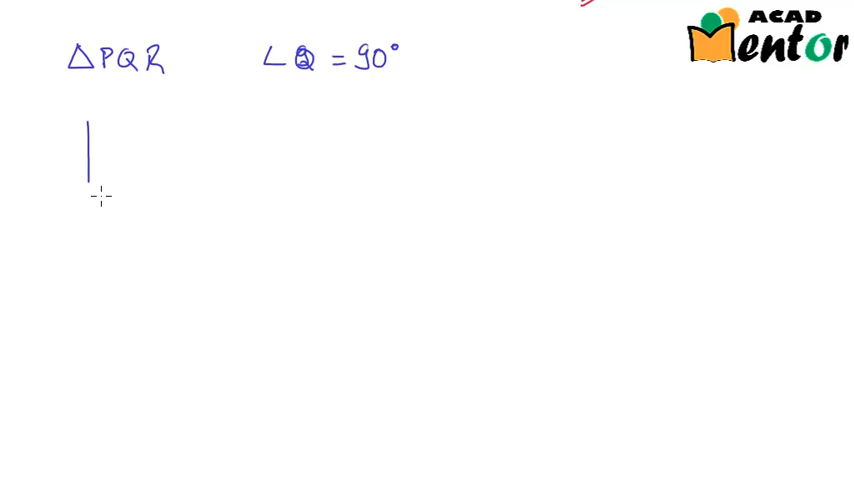 ACAD
mentor
△PQR ∠Q = 90°